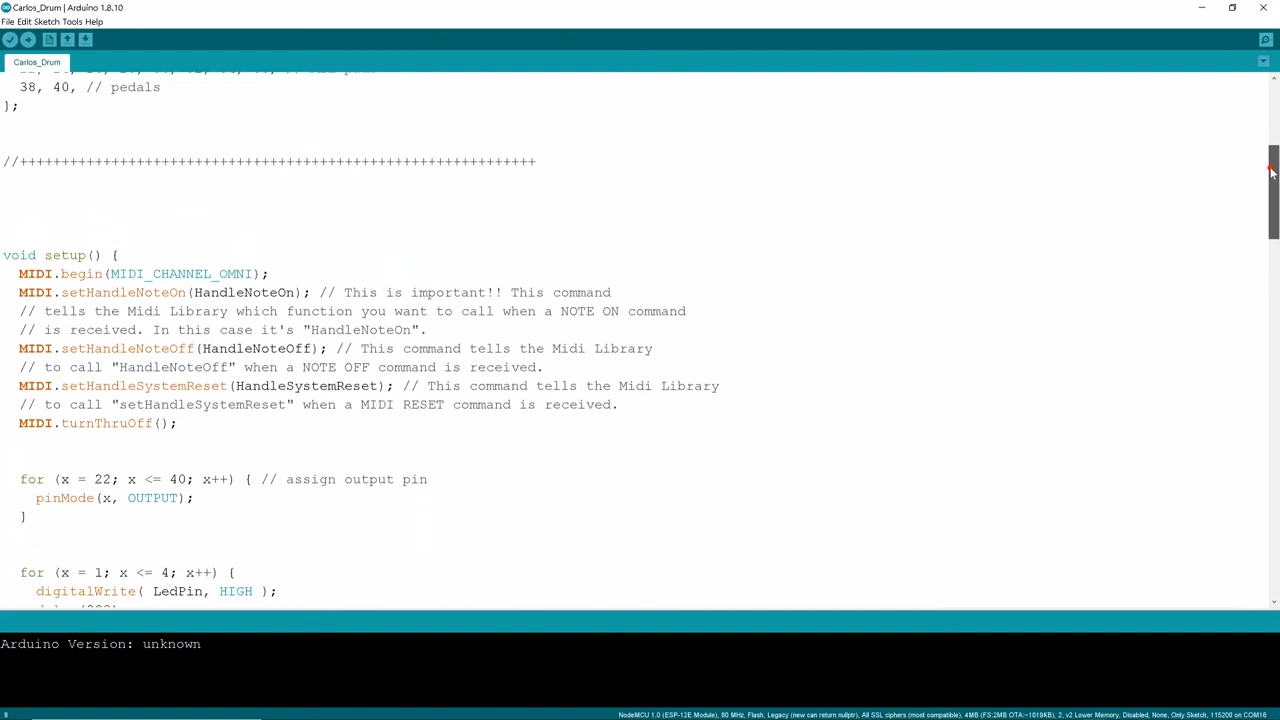 Carlos_Drum | Arduino 1.8.10
File Edit Sketch Tools Help
Carlos_Drum
38, 40, // pedals
};
//++++++++++++++++++++++++++++++++++++++++++++++++++++++++++++++
void setup() {
MIDI.begin(MIDI_CHANNEL_OMNI);
MIDI.setHandleNoteOn(HandleNoteOn); // This is important!! This command
// tells the Midi Library which function you want to call when a NOTE ON command
// is received. In this case it's "HandleNoteOn".
MIDI.setHandleNoteOff(HandleNoteOff); // This command tells the Midi Library
// to call "HandleNoteOff" when a NOTE OFF command is received.
MIDI.setHandleSystemReset(HandleSystemReset); // This command tells the Midi Library
// to call "setHandleSystemReset" when a MIDI RESET command is received.
MIDI.turnThruOff();
for (x = 22; x <= 40; x++) { // assign output pin
pinMode(x, OUTPUT);
}
for (x = 1; x <= 4; x++) {
digitalWrite( LedPin, HIGH );
Arduino Version: unknown
8
NodeMCU 1.0 (ESP-12E Module), 80 MHz, Flash, Legacy (new can return nullptr), All SSL ciphers (most compatible), 4MB (FS:2MB OTA:~1019KB), 2, v2 Lower Memory, Disabled, None, Only Sketch, 115200 on COM16